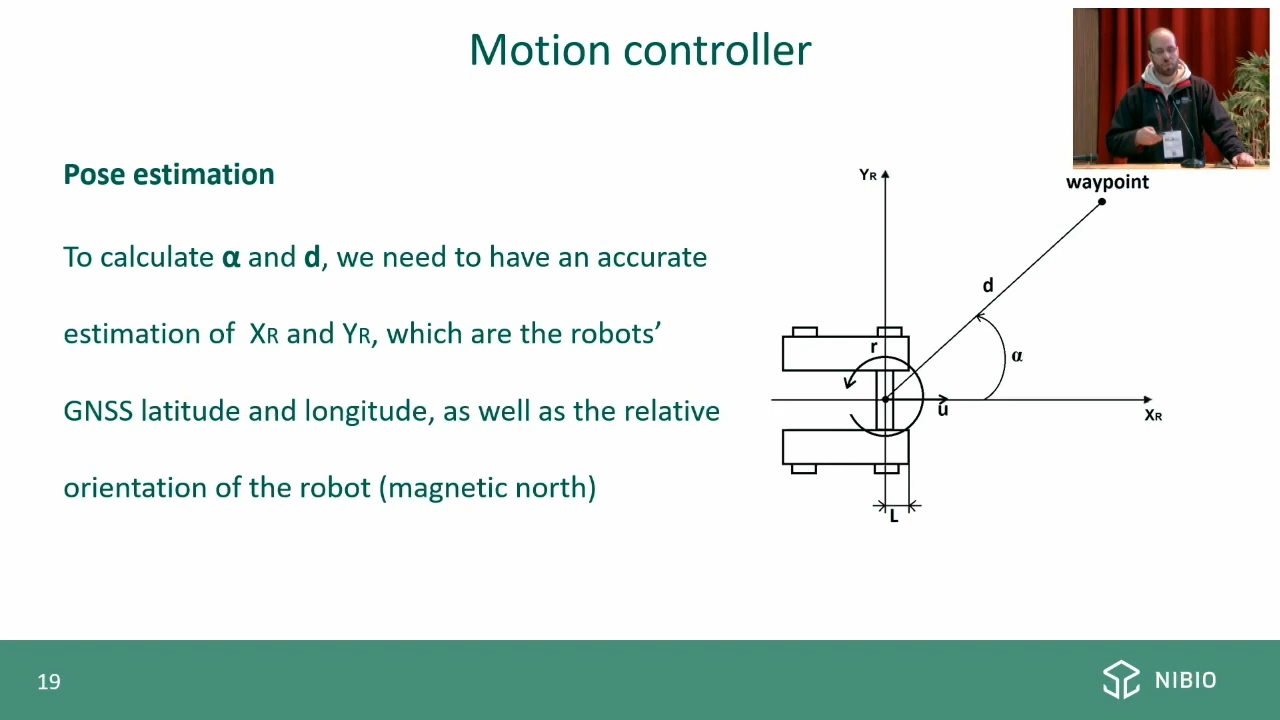 Motion controller
Pose estimation
To calculate α and d, we need to have an accurate
estimation of XR and YR, which are the robots’
GNSS latitude and longitude, as well as the relative
orientation of the robot (magnetic north)
YR
waypoint
d
r
α
u
XR
L
19
NIBIO